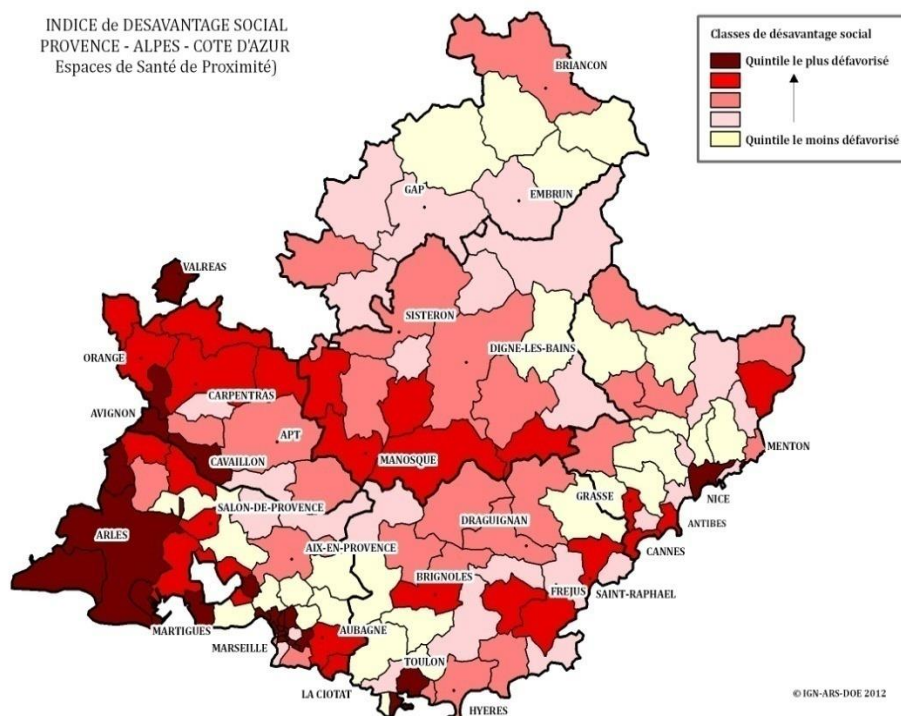 INDICE de DESAVANTAGE SOCIAL
PROVENCE - ALPES - COTE D'AZUR
Espaces de Santé de Proximité)
Classes de désavantage social
Quintile le plus défavorisé
Quintile le moins défavorisé
BRIANCON
GAP
EMBRUN
VALREAS
SISTERON
ORANGE
DIGNE-LES-BAINS
CARPENTRAS
AVIGNON
APT
MENTON
CAVAILLON
MANOSQUE
GRASSE
NICE
SALON-DE-PROVENCE
ANTIBES
DRAGUIGNAN
ARLES
AIX-EN-PROVENCE
CANNES
BRIGNOLES
FREJUS
SAINT-RAPHAEL
MARTIGUES
AUBAGNE
MARSEILLE
TOULON
LA CIOTAT
HYERES
© IGN-ARS-DOE 2012